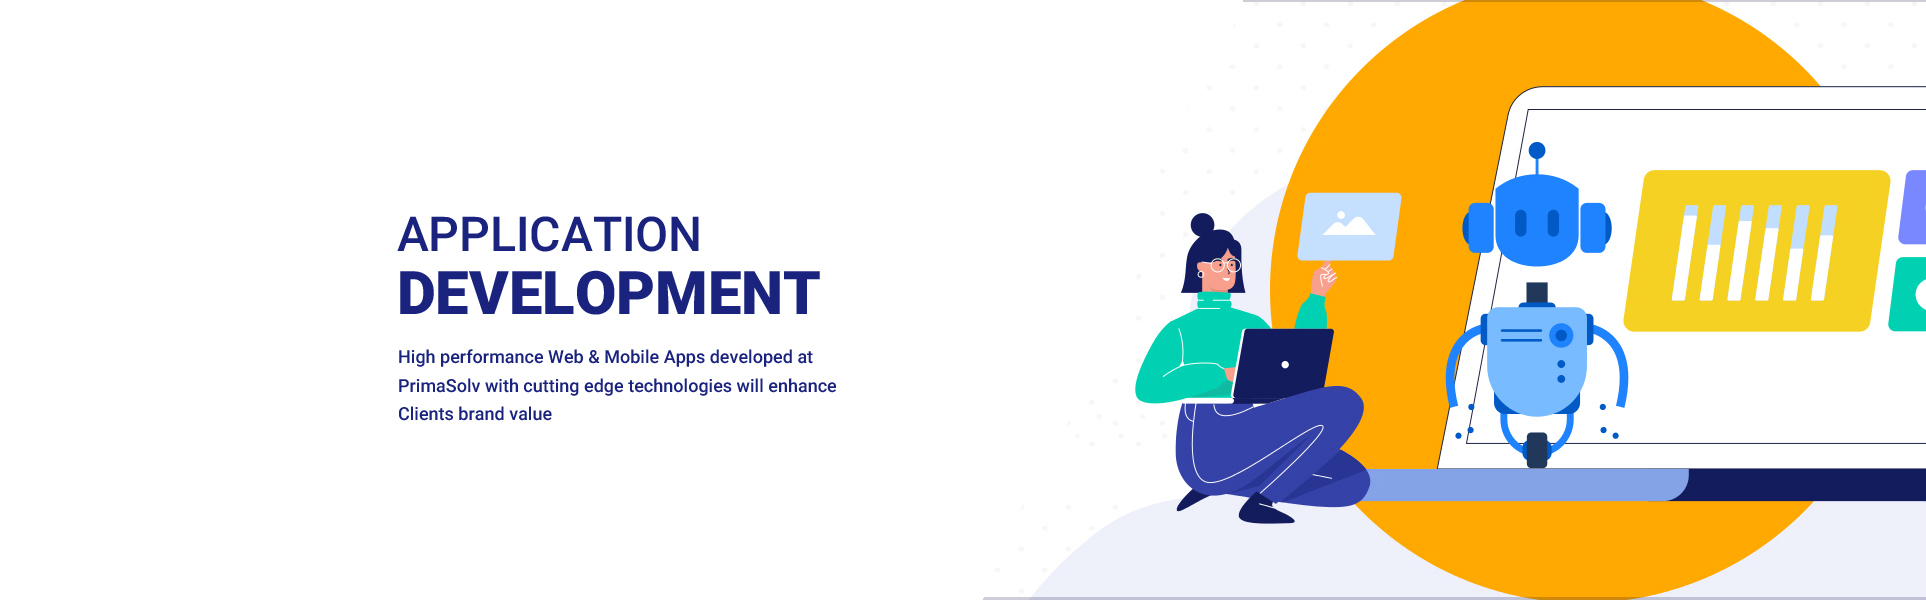 APPLICATION
DEVELOPMENT
High performance Web & Mobile Apps developed at
PrimaSolv with cutting edge technologies will enhance
Clients brand value